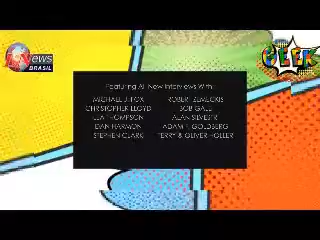 News
BRASIL
GEEK
Featuring All New Interviews With:
MICHAEL J. FOX
CHRISTOPHER LLOYD
LEA THOMPSON
DAN HARMON
STEPHEN CLARK
ROBERT ZEMECKIS
BOB GALE
ALAN SILVESTRI
ADAM F. GOLDBERG
TERRY & OLIVER HOLLER